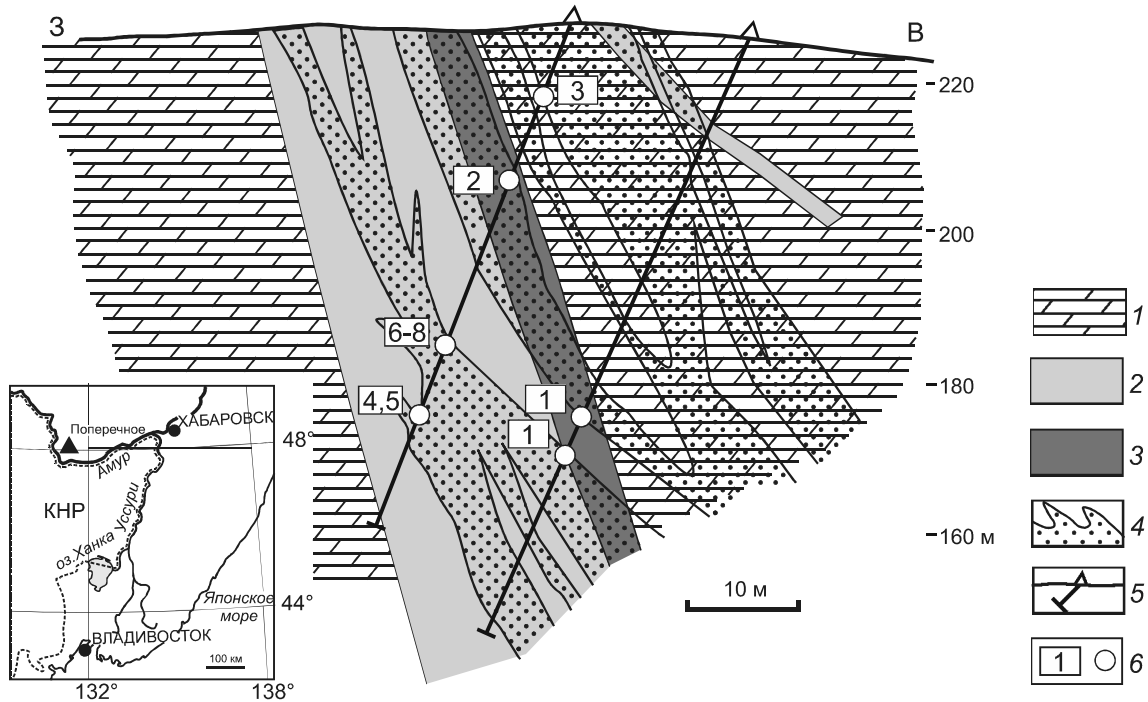 З
В
220
200
180
160 м
3
2
6-8
4,5
1
1
10 м
Поперечное
ХАБАРОВСК
Амур
КНР
оз.Ханка
Уссури
Японское
море
ВЛАДИВОСТОК
100 км
48°
44°
132°
138°
1
2
3
4
5
1
6